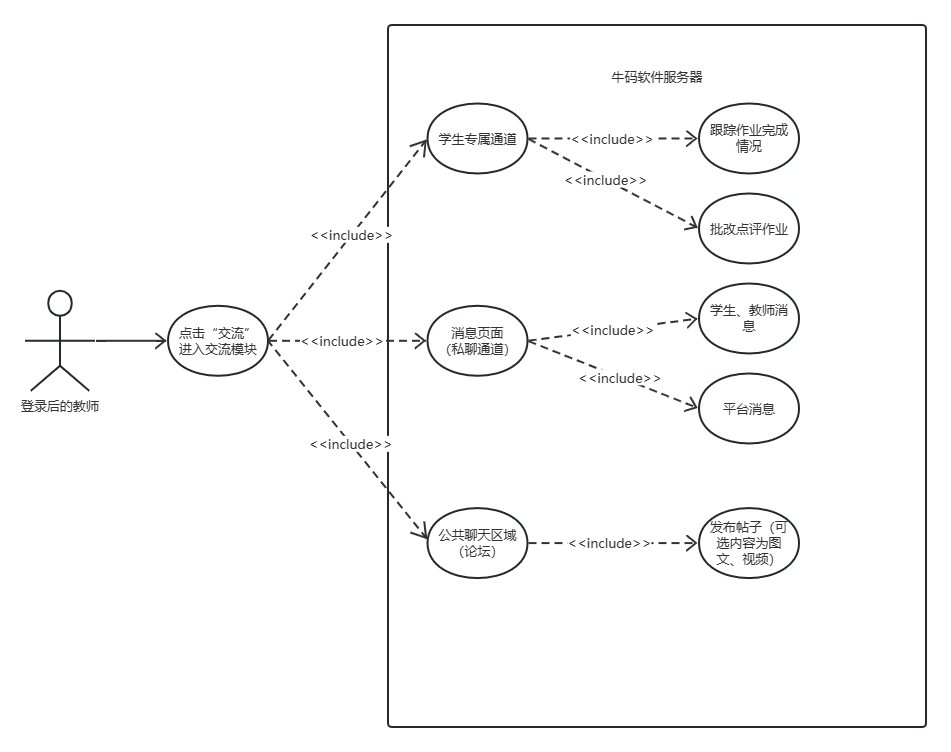 牛码软件服务器
学生专属通道
<<include>>
跟踪作业完成
情况
<<include>>
批改点评作业
<<include>>
登录后的教师
点击“交流”
进入交流模块
<<include>>
消息页面
（私聊通道）
<<include>>
学生、教师消
息
<<include>>
平台消息
<<include>>
公共聊天区域
（论坛）
<<include>>
发布帖子（可
选内容为图
文、视频）